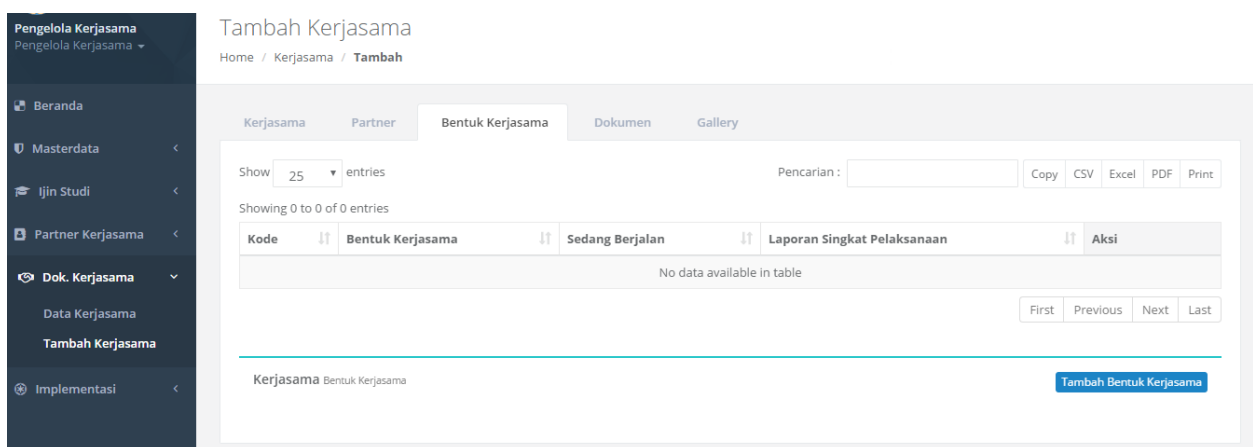 Pengelola Kerjasama
Pengelola Kerjasama
Beranda
Masterdata
Ijin Studi
Partner Kerjasama
Dok. Kerjasama
Data Kerjasama
Tambah Kerjasama
Implementasi
Tambah Kerjasama
Home / Kerjasama / Tambah
Kerjasama Partner Bentuk Kerjasama Dokumen Gallery
Show 25 entries Pencarian : Copy CSV Excel PDF Print
Showing 0 to 0 of 0 entries
Kode Bentuk Kerjasama Sedang Berjalan Laporan Singkat Pelaksanaan Aksi
No data available in table
First Previous Next Last
Kerjasama Bentuk Kerjasama Tambah Bentuk Kerjasama